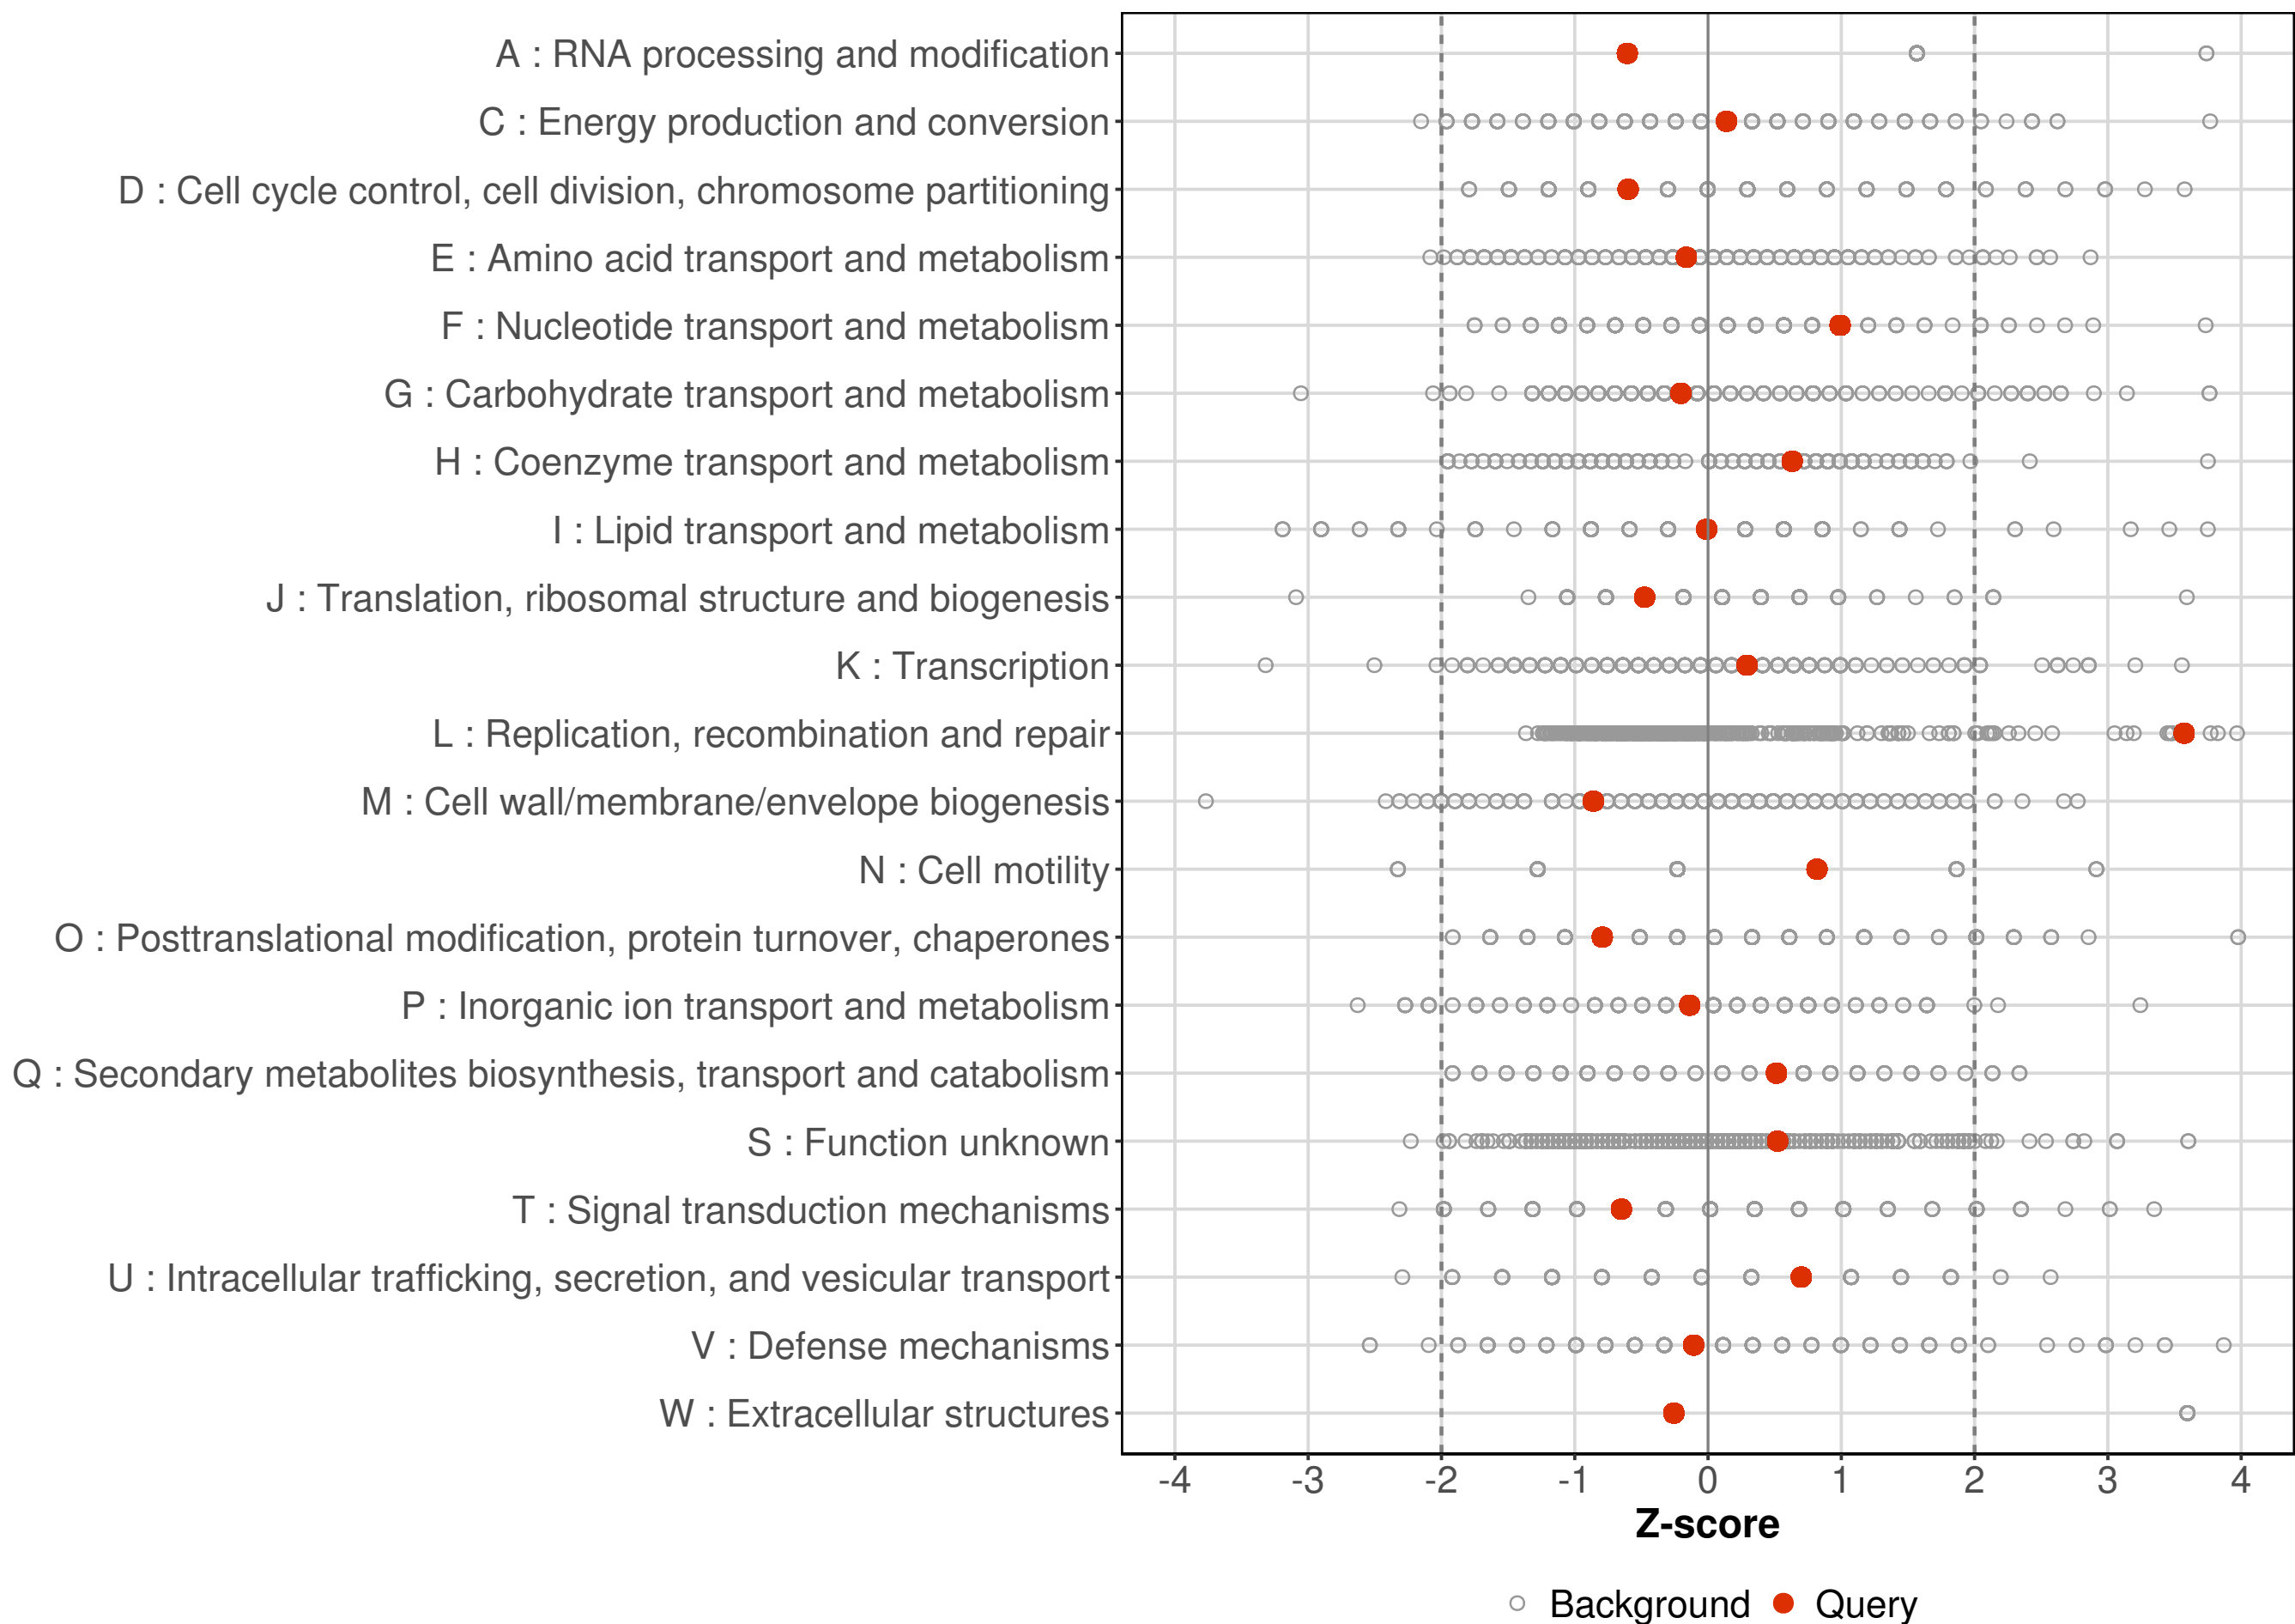 A : RNA processing and modification
C : Energy production and conversion
D : Cell cycle control, cell division, chromosome partitioning
E : Amino acid transport and metabolism
F : Nucleotide transport and metabolism
G : Carbohydrate transport and metabolism
H : Coenzyme transport and metabolism
I : Lipid transport and metabolism
J : Translation, ribosomal structure and biogenesis
K : Transcription
L : Replication, recombination and repair
M : Cell wall/membrane/envelope biogenesis
N : Cell motility
O : Posttranslational modification, protein turnover, chaperones
P : Inorganic ion transport and metabolism
Q : Secondary metabolites biosynthesis, transport and catabolism
S : Function unknown
T : Signal transduction mechanisms
U : Intracellular trafficking, secretion, and vesicular transport
V : Defense mechanisms
W : Extracellular structures
-4 -3 -2 -1 0 1 2 3 4
Z-score
Background Query